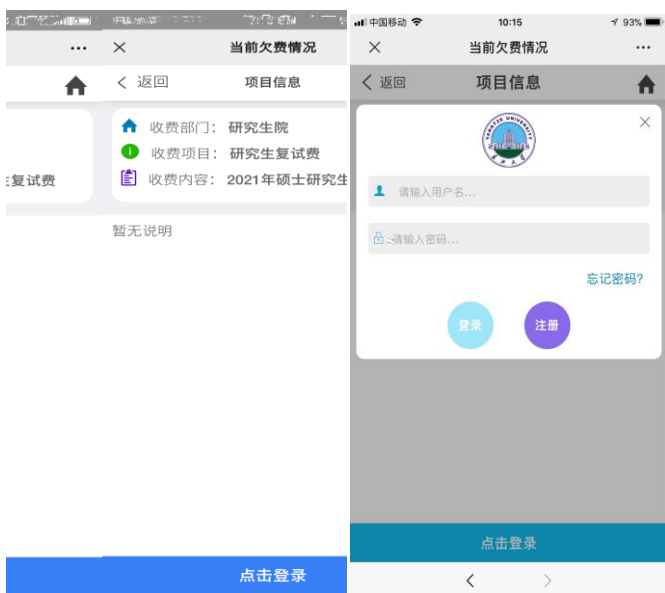 当前欠费情况
返回
项目信息
收费部门： 研究生院
收费项目： 研究生复试费
收费内容： 2021年硕士研究生
生复试费
暂无说明
点击登录
中国移动
10:15
93%
当前欠费情况
返回
项目信息
YANGTZE UNIVERSITY
请输入用户名...
请输入密码...
忘记密码?
登录
注册
点击登录